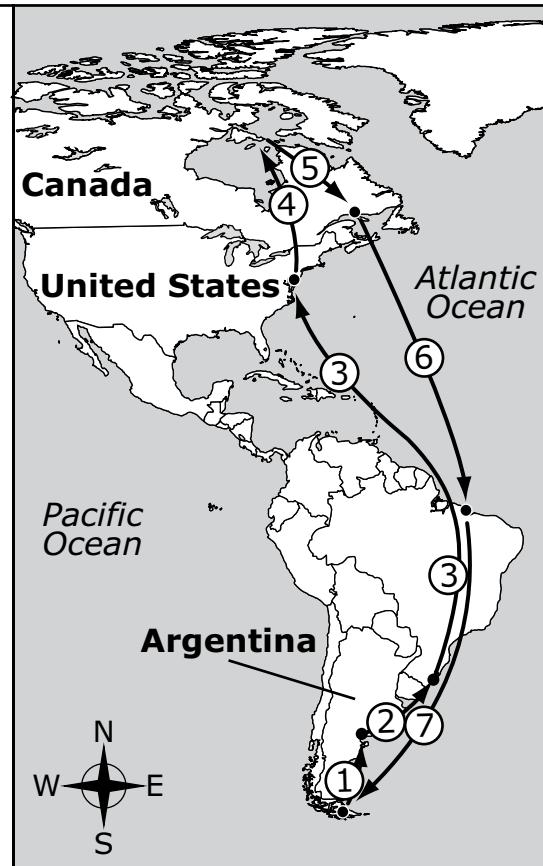 Canada
5
4
United States
Atlantic
Ocean
6
3
Pacific
Ocean
3
Argentina
2
7
1
N
W
E
S